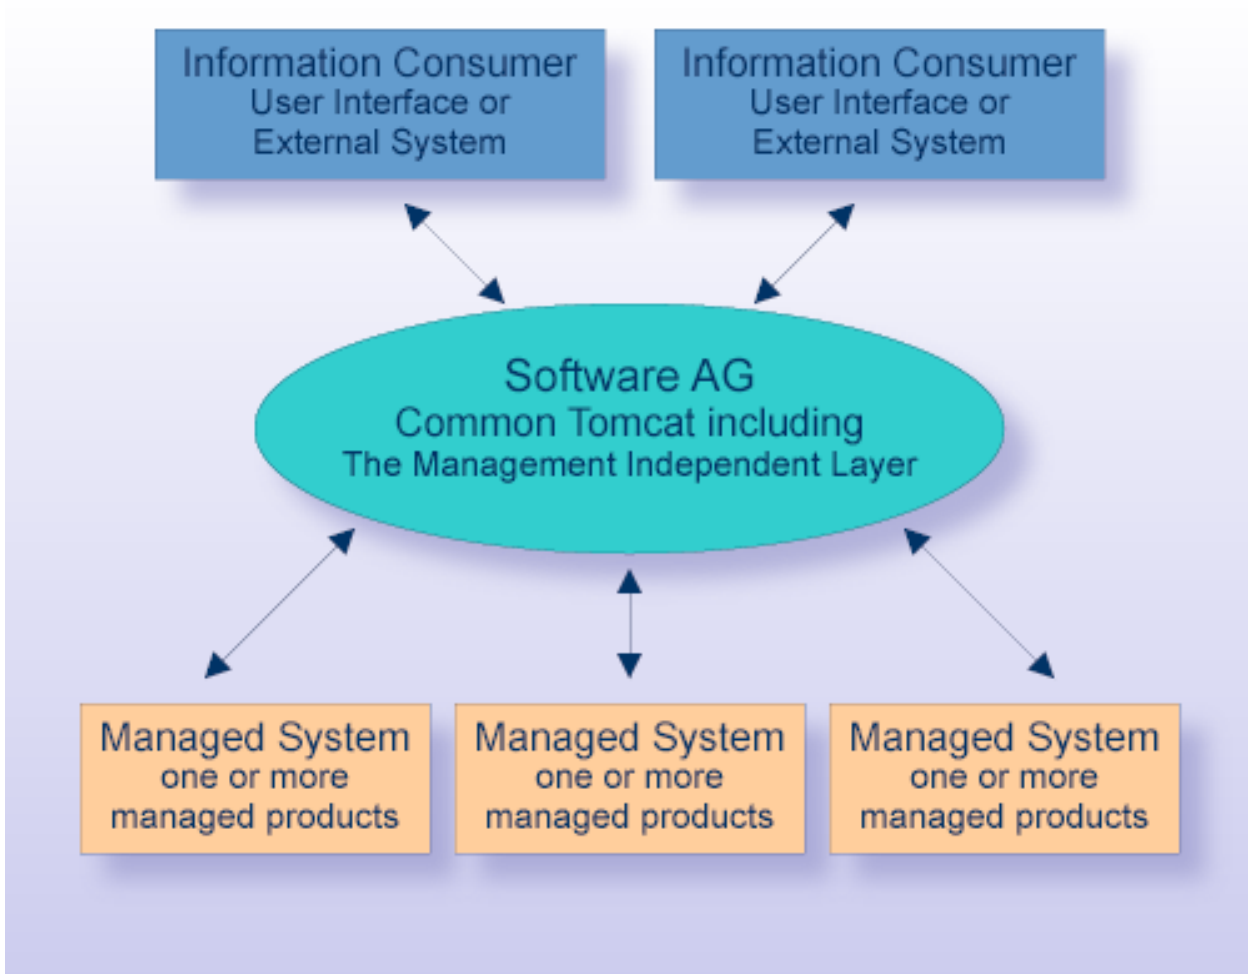 Information Consumer
User Interface or
External System
Information Consumer
User Interface or
External System
Software AG
Common Tomcat including
The Management Independent Layer
Managed System
one or more
managed products
Managed System
one or more
managed products
Managed System
one or more
managed products